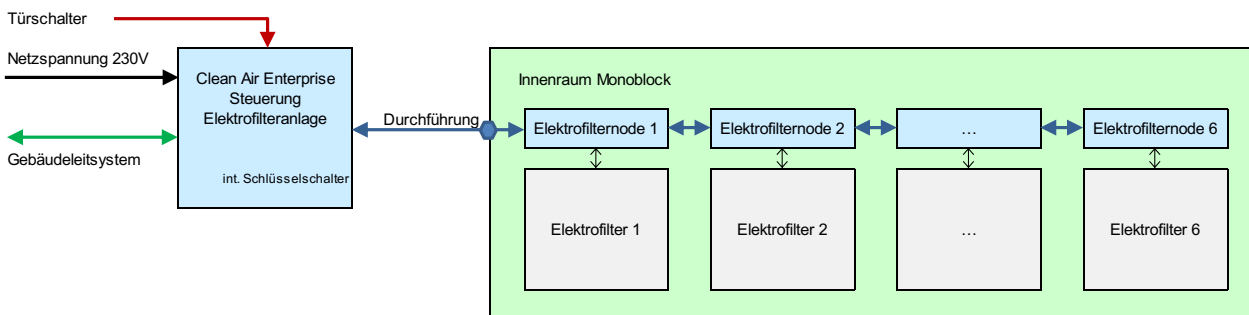 Türschalter
Netzspannung 230V
Gebäudeleitsystem
Clean Air Enterprise
Steuerung
Elektrofilteranlage
int. Schlüsselschalter
Durchführung
Innenraum Monoblock
Elektrofilternode 1
Elektrofilternode 2
...
Elektrofilternode 6
Elektrofilter 1
Elektrofilter 2
...
Elektrofilter 6